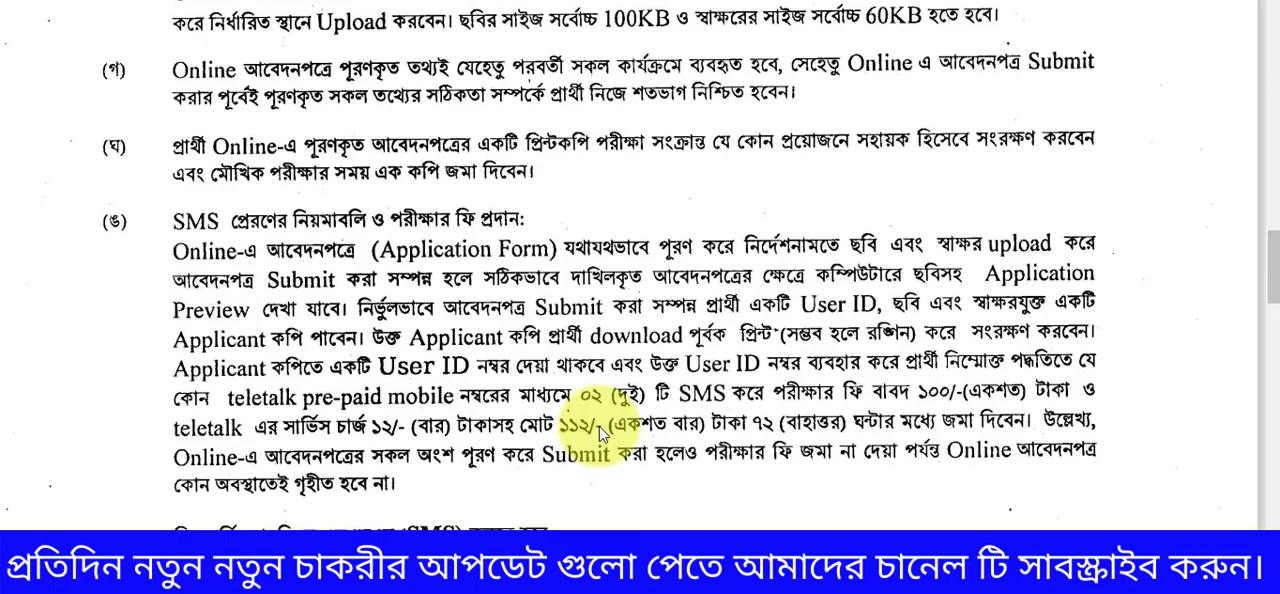 করে নির্ধারিত স্থানে Upload করবেন। ছবির সাইজ সর্বোচ্চ 100KB ও স্বাক্ষরের সাইজ সর্বোচ্চ 60KB হতে হবে।
(গ) Online আবেদনপত্রে পূরণকৃত তথ্যই যেহেতু পরবর্তী সকল কার্যক্রমে ব্যবহৃত হবে, সেহেতু Online এ আবেদনপত্র Submit
করার পূর্বেই পূরণকৃত সকল তথ্যের সঠিকতা সম্পর্কে প্রার্থী নিজে শতভাগ নিশ্চিত হবেন।
(ঘ) প্রার্থী Online-এ পূরণকৃত আবেদনপত্রের একটি প্রিন্টকপি পরীক্ষা সংক্রান্ত যে কোন প্রয়োজনে সহায়ক হিসেবে সংরক্ষণ করবেন
এবং মৌখিক পরীক্ষার সময় এক কপি জমা দিবেন।
(ঙ) SMS প্রেরণের নিয়মাবলি ও পরীক্ষার ফি প্রদান:
Online-এ আবেদনপত্রে (Application Form) যথাযথভাবে পূরণ করে নির্দেশনামতে ছবি এবং স্বাক্ষর upload করে
আবেদনপত্র Submit করা সম্পন্ন হলে সঠিকভাবে দাখিলকৃত আবেদনপত্রের ক্ষেত্রে কম্পিউটারে ছবিসহ Application
Preview দেখা যাবে। নির্ভুলভাবে আবেদনপত্র Submit করা সম্পন্ন প্রার্থী একটি User ID, ছবি এবং স্বাক্ষরযুক্ত একটি
Applicant কপি পাবেন। উক্ত Applicant কপি প্রার্থী download পূর্বক প্রিন্ট (সম্ভব হলে রঙ্গিন) করে সংরক্ষণ করবেন।
Applicant কপিতে একটি User ID নম্বর দেয়া থাকবে এবং উক্ত User ID নম্বর ব্যবহার করে প্রার্থী নিম্মোক্ত পদ্ধতিতে যে
কোন teletalk pre-paid mobile নম্বরের মাধ্যমে ০২ (দুই) টি SMS করে পরীক্ষার ফি বাবদ ১০০/-(একশত) টাকা ও
teletalk এর সার্ভিস চার্জ ১২/- (বার) টাকাসহ মোট ১১২/- (একশত বার) টাকা ৭২ (বাহাত্তর) ঘন্টার মধ্যে জমা দিবেন। উল্লেখ্য,
Online-এ আবেদনপত্রের সকল অংশ পূরণ করে Submit করা হলেও পরীক্ষার ফি জমা না দেয়া পর্যন্ত Online আবেদনপত্র
কোন অবস্থাতেই গৃহীত হবে না।
প্রতিদিন নতুন নতুন চাকরীর আপডেট গুলো পেতে আমাদের চানেল টি সাবস্ক্রাইব করুন।